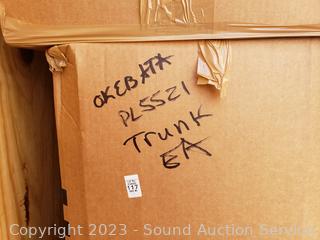 OKEBATA
PL5521
Trunk
EA
137
Copyright 2023 - Sound Auction Service